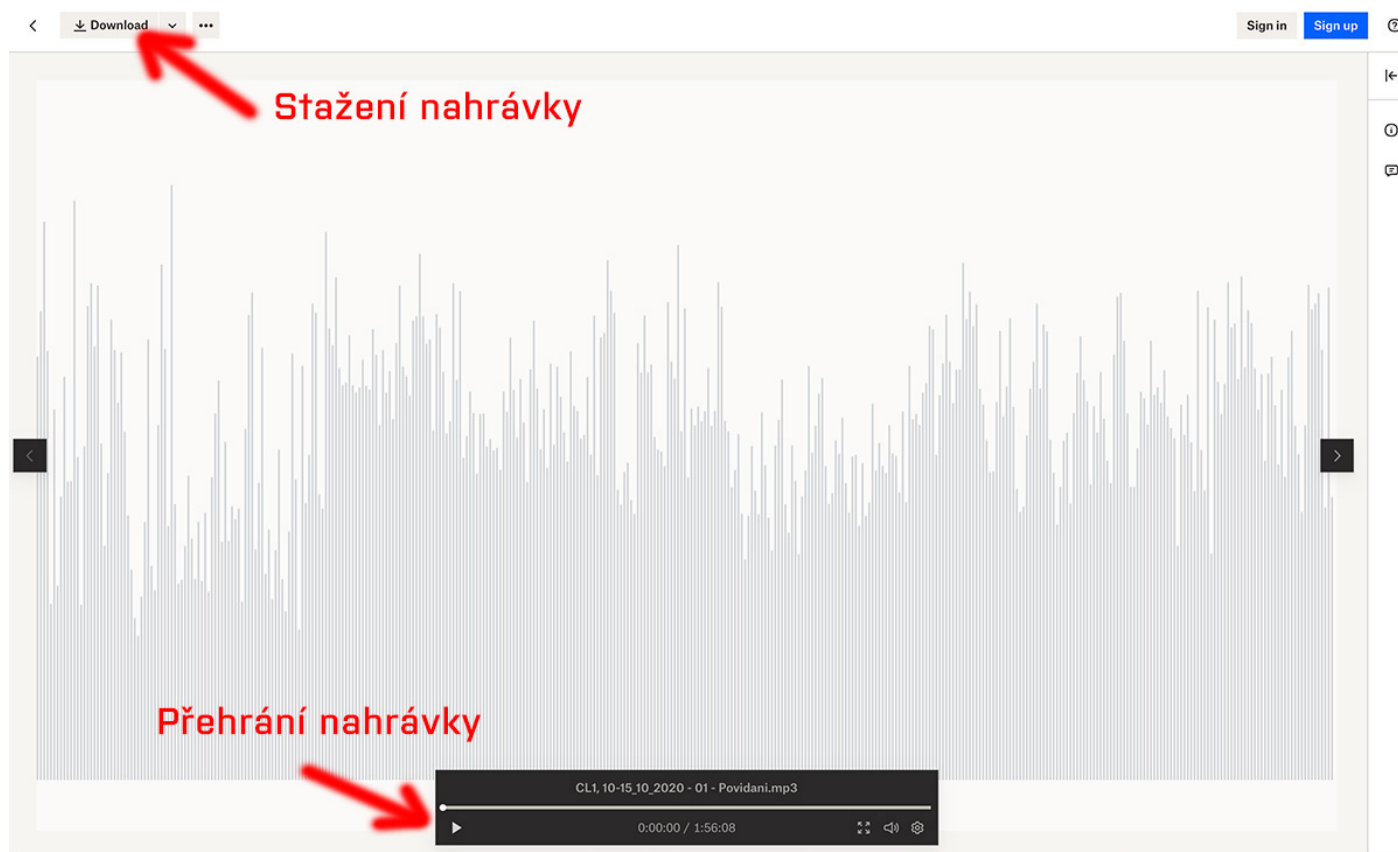 Download
Sign in
Sign up
Stažení nahrávky
Přehrání nahrávky
CL1, 10-15_10_2020 - 01 - Povidani.mp3
0:00:00 / 1:56:08